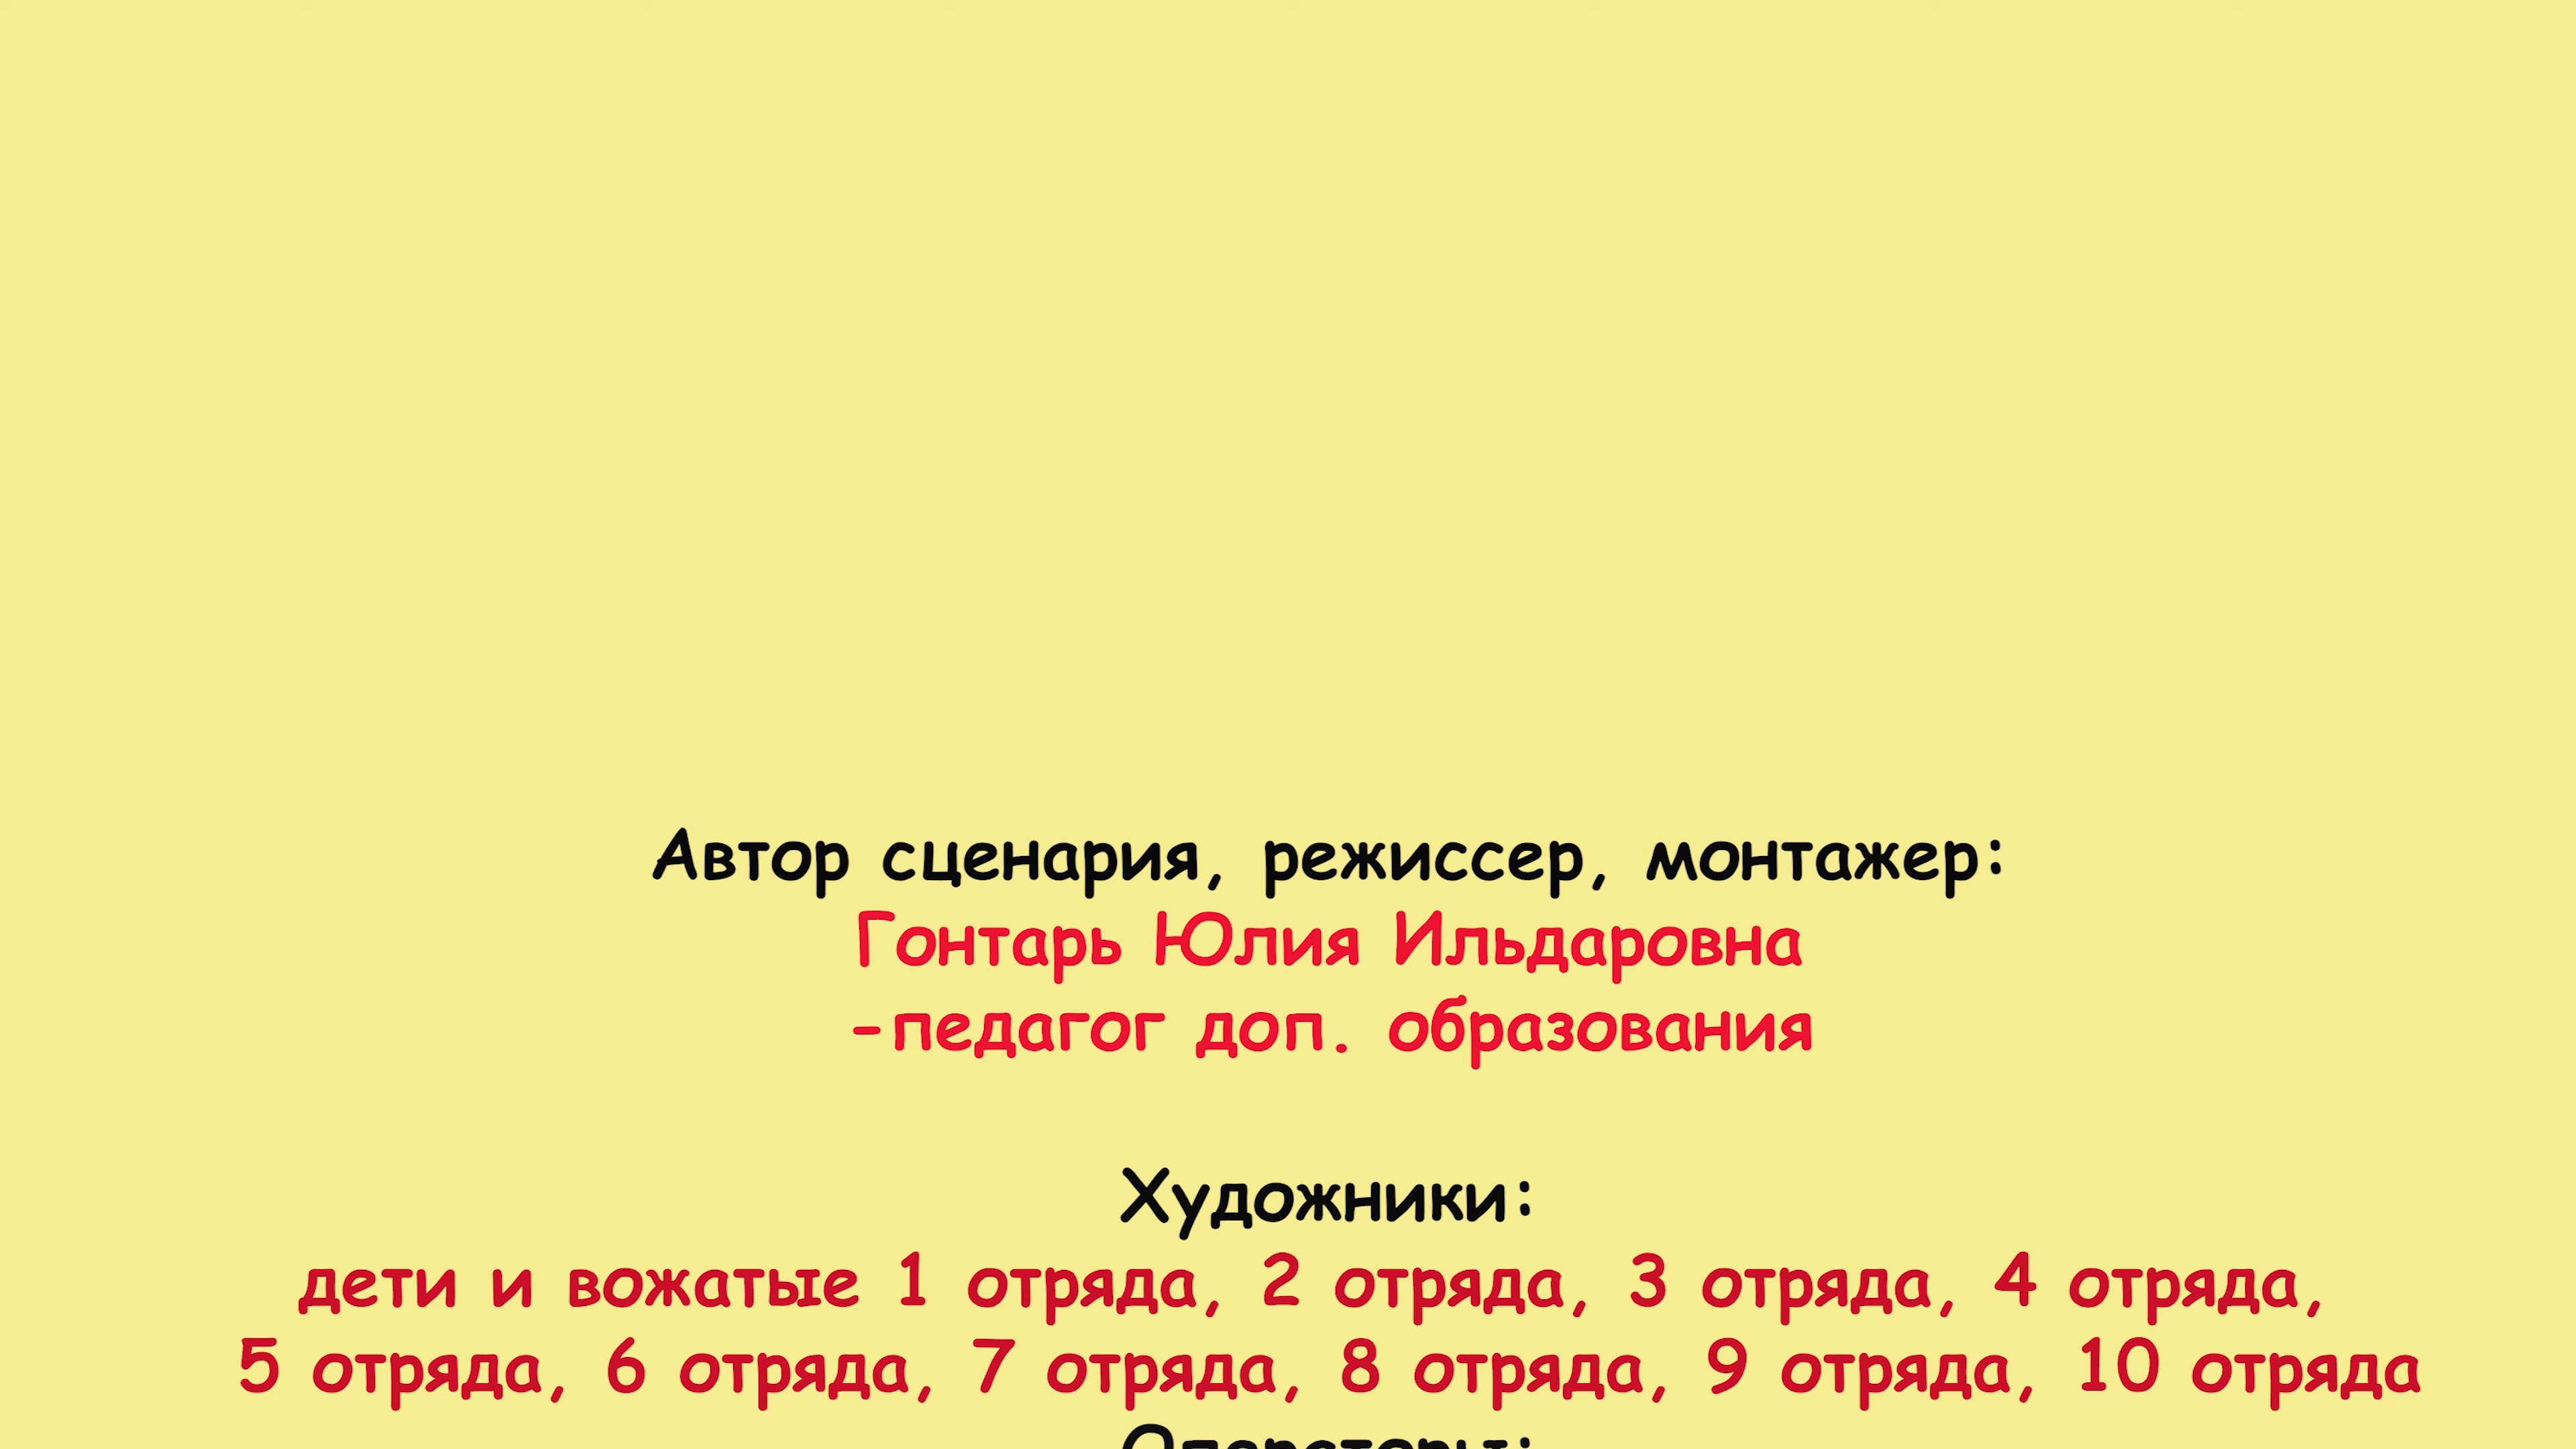 Автор сценария, режиссер, монтажер:
Гонтарь Юлия Ильдаровна
-педагог доп. образования
Художники:
дети и вожатые 1 отряда, 2 отряда, 3 отряда, 4 отряда,
5 отряда, 6 отряда, 7 отряда, 8 отряда, 9 отряда, 10 отряда
Операторы: